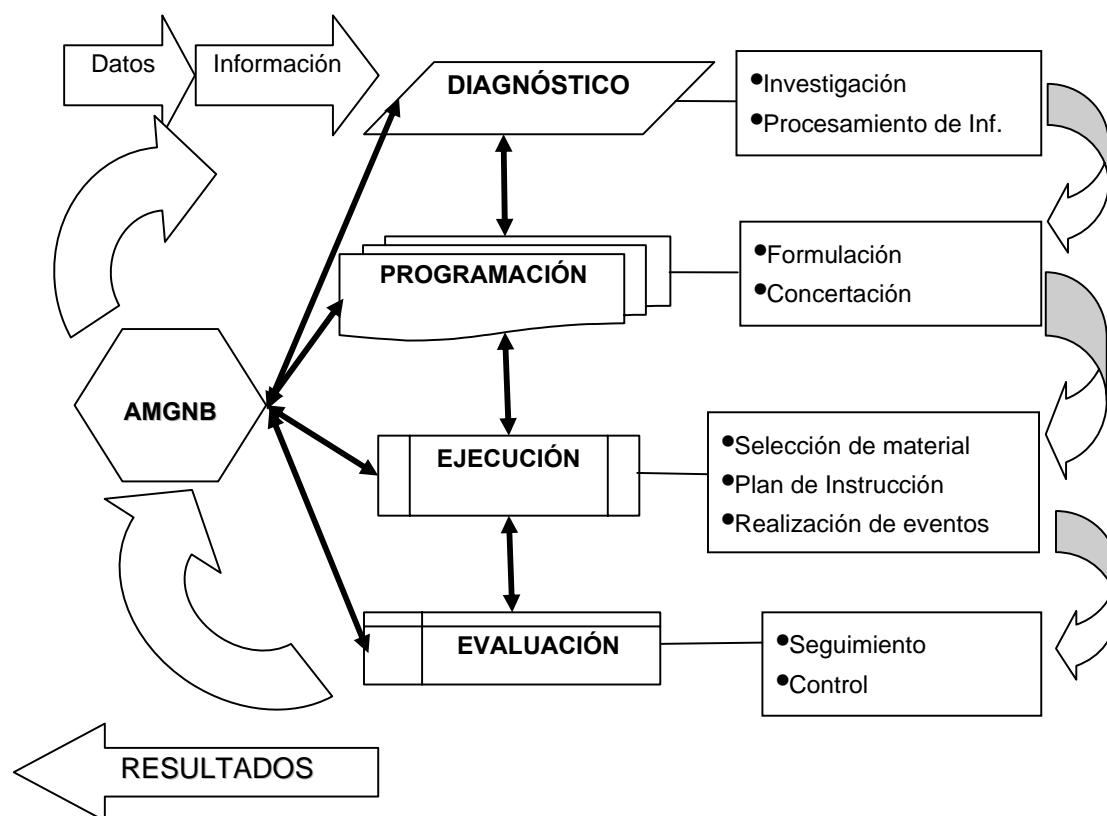 Datos
Información
DIAGNÓSTICO
●Investigación
●Procesamiento de Inf.
PROGRAMACIÓN
●Formulación
●Concertación
AMGNB
EJECUCIÓN
●Selección de material
●Plan de Instrucción
●Realización de eventos
EVALUACIÓN
●Seguimiento
●Control
RESULTADOS